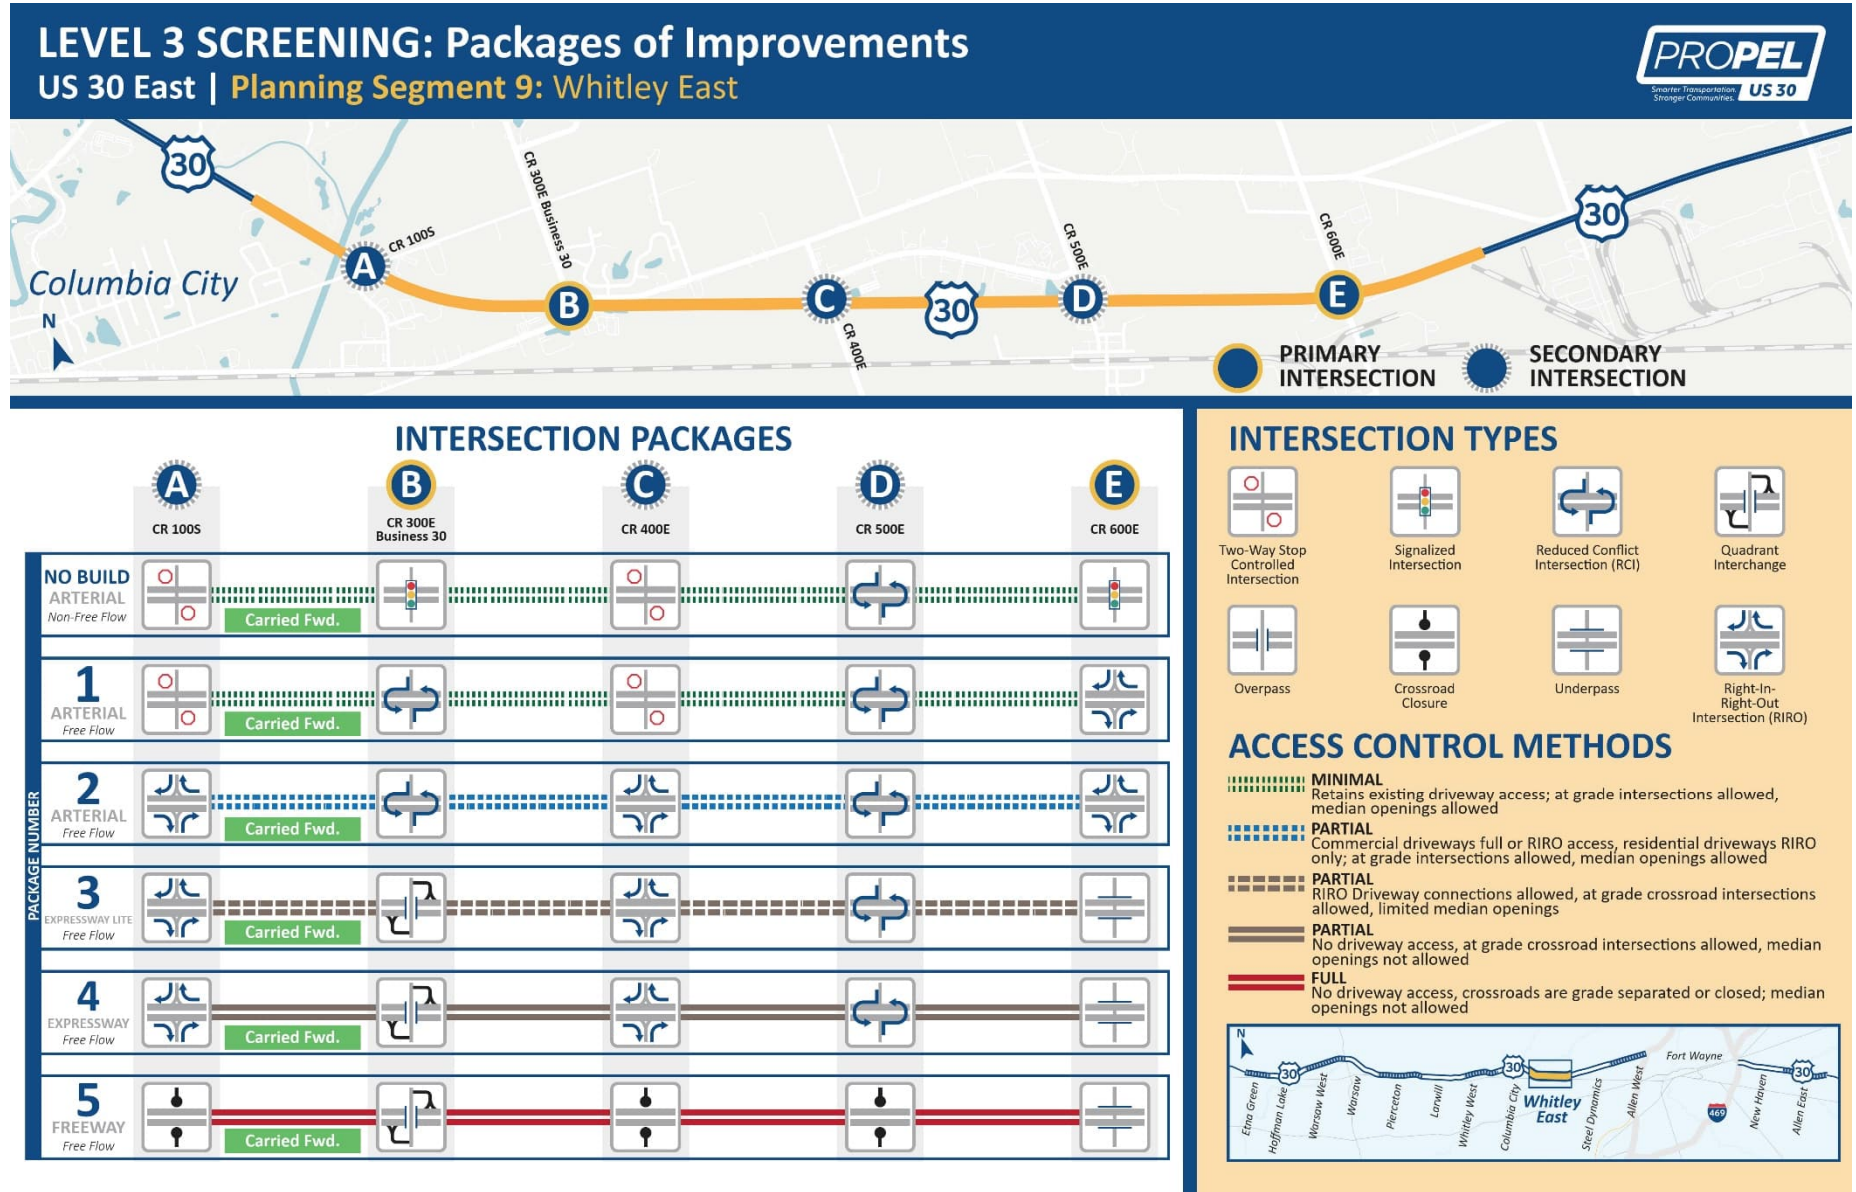 LEVEL 3 SCREENING: Packages of Improvements
US 30 East | Planning Segment 9: Whitley East
PROPEL
Smarter Transportation.
Stronger Communities.
US 30
30
CR 100S
CR 300E Business 30
CR 400E
CR 500E
CR 600E
30
30
Columbia City
N
A
B
C
D
E
PRIMARY
INTERSECTION
SECONDARY
INTERSECTION
INTERSECTION PACKAGES
A
B
C
D
E
CR 100S
CR 300E
Business 30
CR 400E
CR 500E
CR 600E
PACKAGE NUMBER
NO BUILD
ARTERIAL
Non-Free Flow
Carried Fwd.
1
ARTERIAL
Free Flow
Carried Fwd.
2
ARTERIAL
Free Flow
Carried Fwd.
3
EXPRESSWAY LITE
Free Flow
Carried Fwd.
4
EXPRESSWAY
Free Flow
Carried Fwd.
5
FREEWAY
Free Flow
Carried Fwd.
INTERSECTION TYPES
Two-Way Stop
Controlled
Intersection
Signalized
Intersection
Reduced Conflict
Intersection (RCI)
Quadrant
Interchange
Overpass
Crossroad
Closure
Underpass
Right-In-
Right-Out
Intersection (RIRO)
ACCESS CONTROL METHODS
MINIMAL
Retains existing driveway access; at grade intersections allowed,
median openings allowed
PARTIAL
Commercial driveways full or RIRO access, residential driveways RIRO
only; at grade intersections allowed, median openings allowed
PARTIAL
RIRO Driveway connections allowed, at grade crossroad intersections
allowed, limited median openings
PARTIAL
No driveway access, at grade crossroad intersections allowed, median
openings not allowed
FULL
No driveway access, crossroads are grade separated or closed; median
openings not allowed
N
30
30
30
469
Fort Wayne
Etna Green
Hoffman Lake
Warsaw West
Warsaw
Pierceton
Larwill
Whitley West
Columbia City
Whitley
East
Steel Dynamics
Allen West
New Haven
Allen East